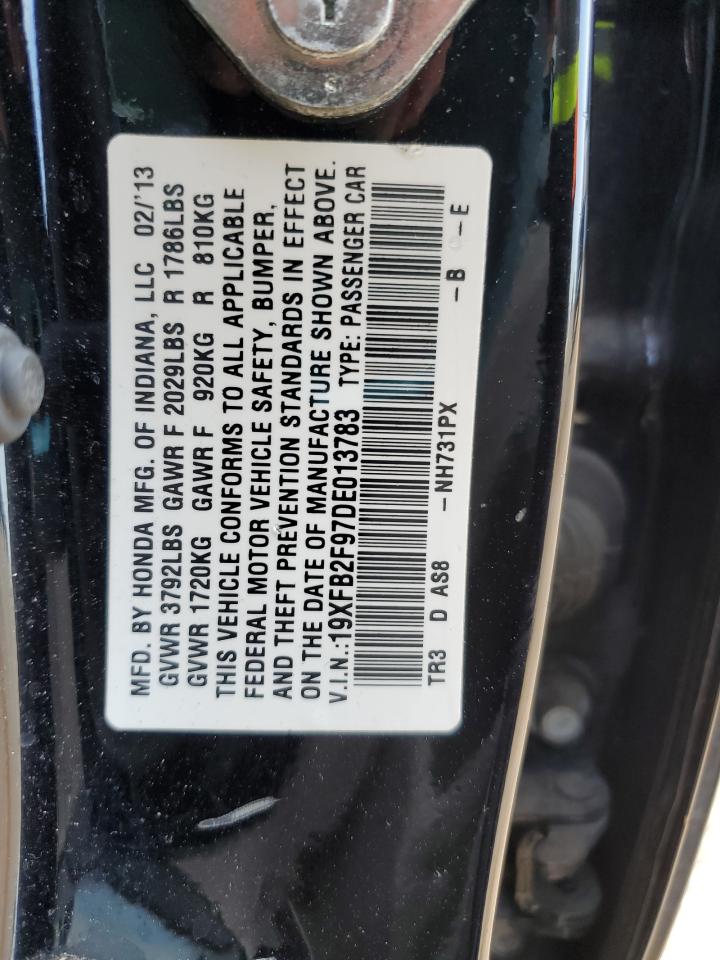 MFD. BY HONDA MFG. OF INDIANA, LLC 02/'13
GVWR 3792LBS GAWR F 2029LBS R 1786LBS
GVWR 1720KG GAWR F 920KG R 810KG
THIS VEHICLE CONFORMS TO ALL APPLICABLE
FEDERAL MOTOR VEHICLE SAFETY, BUMPER,
AND THEFT PREVENTION STANDARDS IN EFFECT
ON THE DATE OF MANUFACTURE SHOWN ABOVE.
V.I.N.:19XFB2F97DE013783 TYPE: PASSENGER CAR
TR3 D AS8 -NH731PX -B -E